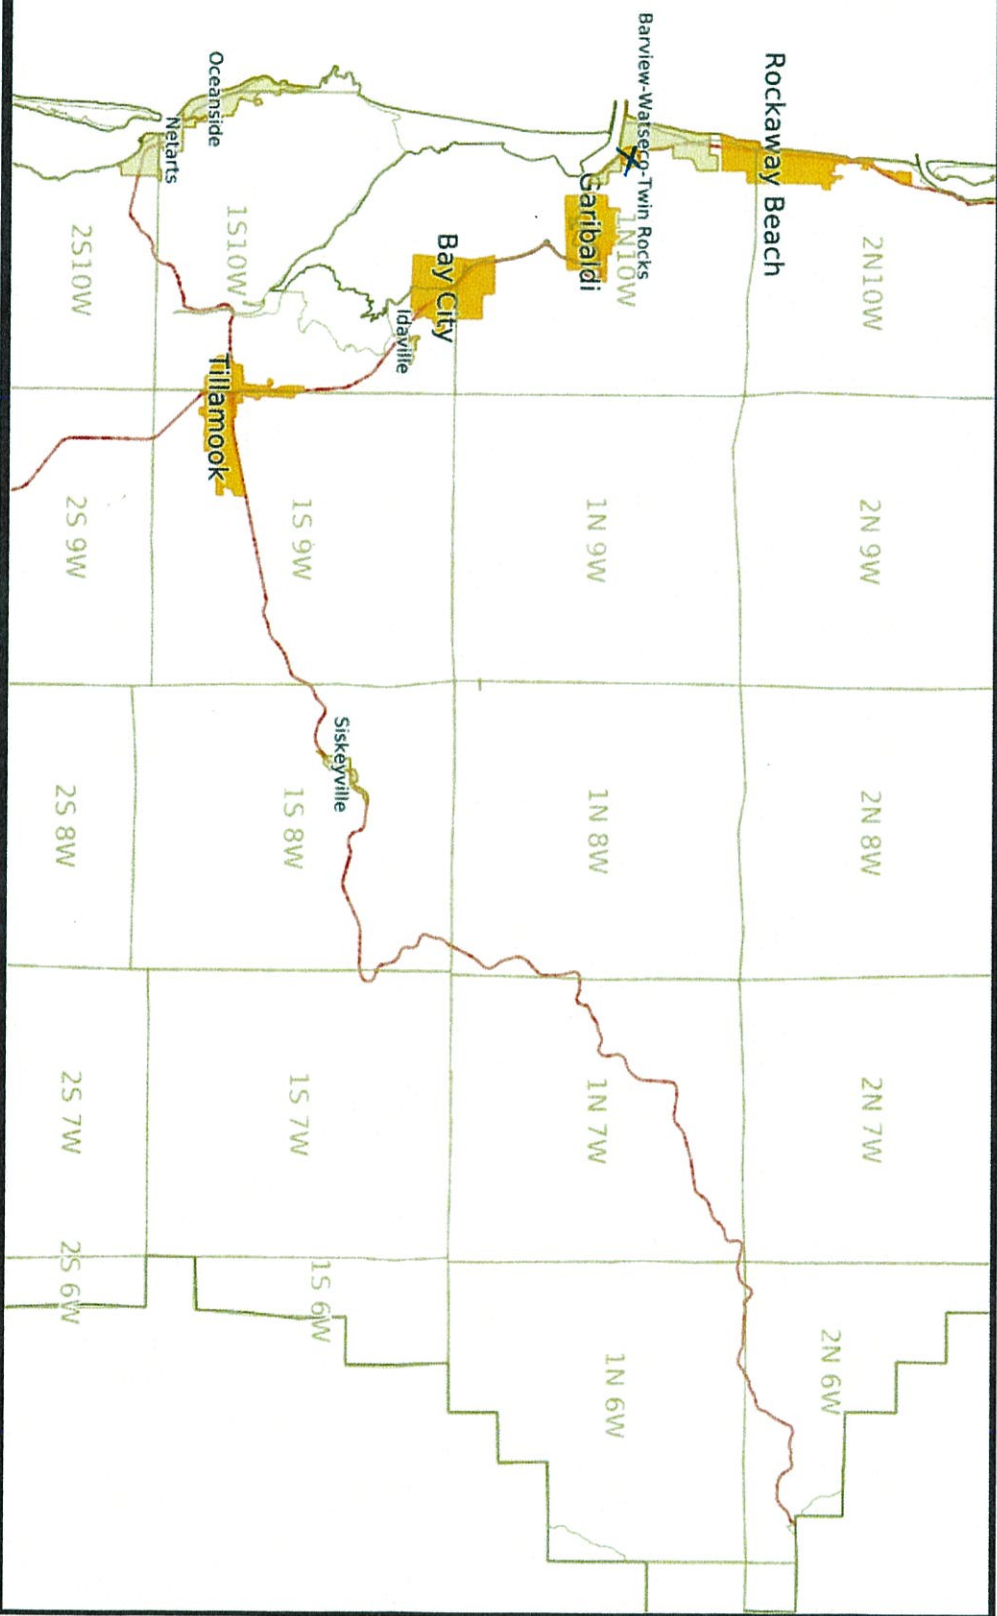 Rockaway Beach
2N10W
2N 9W
2N 8W
2N 7W
2N 6W
Barview-Watseco-Twin Rocks
1N10W
Garibaldi
1N 9W
1N 8W
1N 7W
1N 6W
Bay City
Idaville
Oceanside
Netarts
1S10W
Tillamook
1S 9W
Siskeyville
1S 8W
1S 7W
1S 6W
2S10W
2S 9W
2S 8W
2S 7W
2S 6W